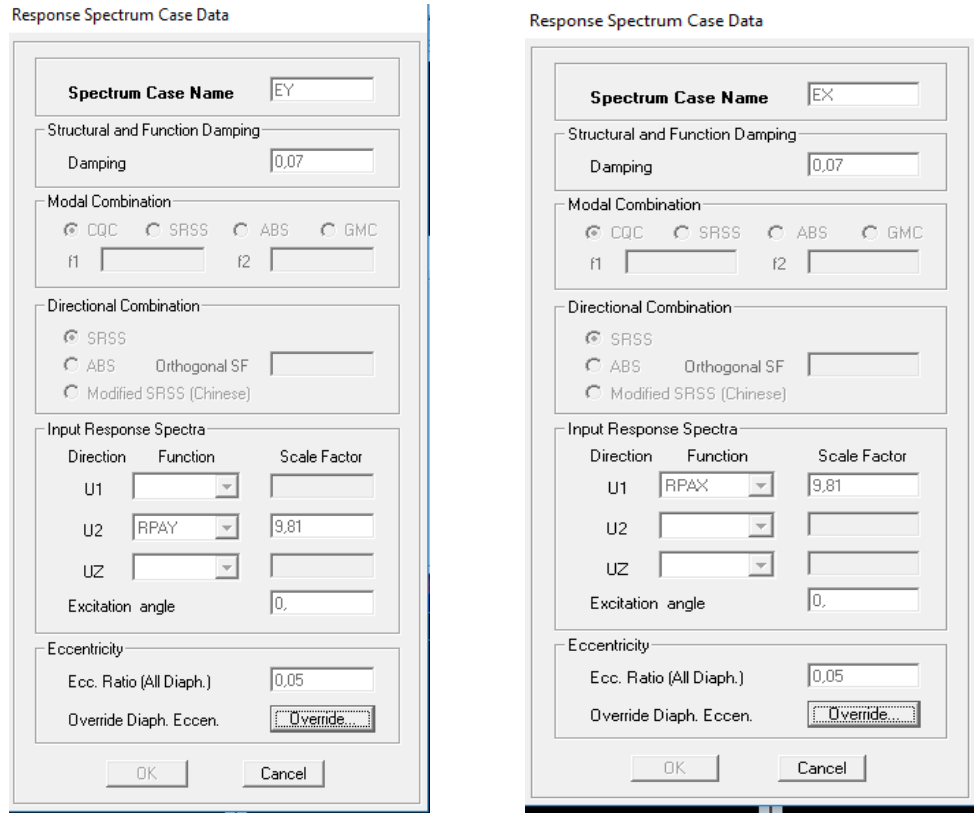 Response Spectrum Case Data
Spectrum Case Name EY
Structural and Function Damping
Damping 0,07
Modal Combination
CQC SRSS ABS GMC
f1 f2
Directional Combination
SRSS
ABS Orthogonal SF
Modified SRSS (Chinese)
Input Response Spectra
Direction Function Scale Factor
U1
U2 RPAY 9,81
UZ
Excitation angle 0,
Eccentricity
Ecc. Ratio (All Diaph.) 0,05
Override Diaph. Eccen. Override...
OK Cancel
Response Spectrum Case Data
Spectrum Case Name EX
Structural and Function Damping
Damping 0,07
Modal Combination
CQC SRSS ABS GMC
f1 f2
Directional Combination
SRSS
ABS Orthogonal SF
Modified SRSS (Chinese)
Input Response Spectra
Direction Function Scale Factor
U1 RPAX 9,81
U2
UZ
Excitation angle 0,
Eccentricity
Ecc. Ratio (All Diaph.) 0,05
Override Diaph. Eccen. Override...
OK Cancel